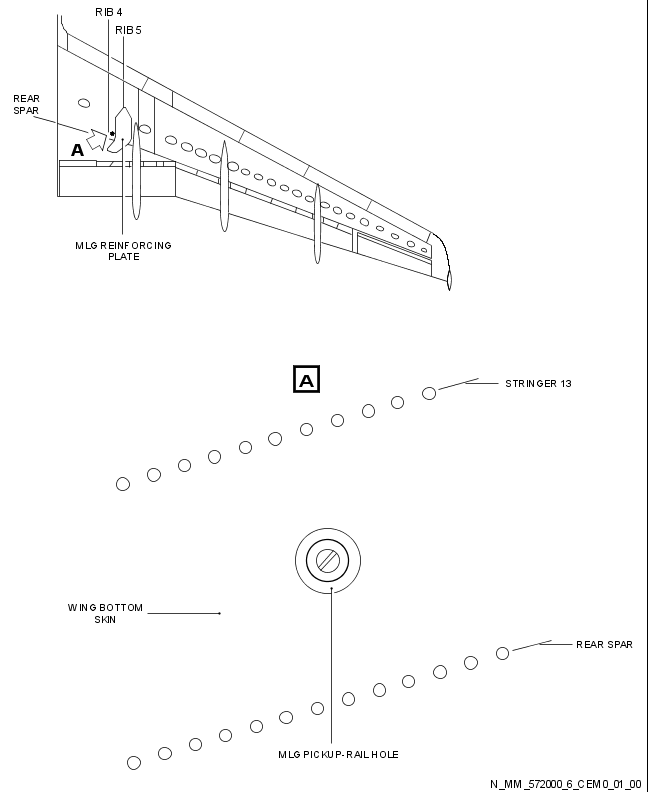 RIB 4
RIB 5
REAR
SPAR
A
MLG REINFORCING
PLATE
A
STRINGER 13
WING BOTTOM
SKIN
REAR SPAR
MLG PICKUP-RAIL HOLE
N_MM_572000_6_CEM0_01_00